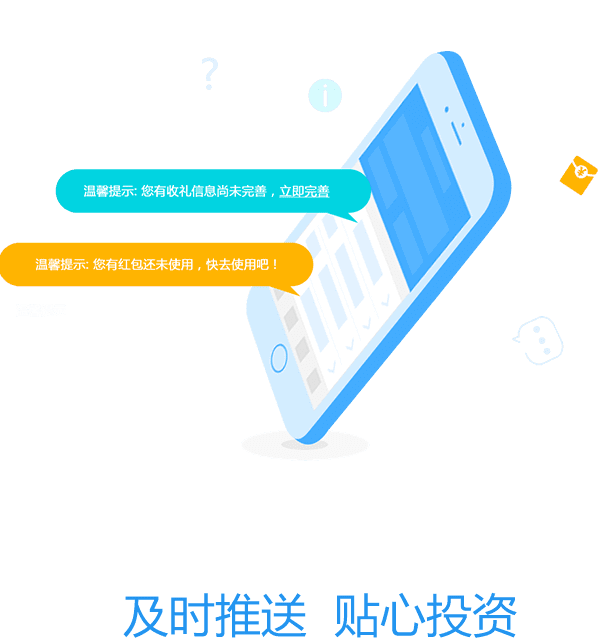 温馨提示: 您有收礼信息尚未完善，立即完善
温馨提示: 您有红包还未使用，快去使用吧！
及时推送 贴心投资